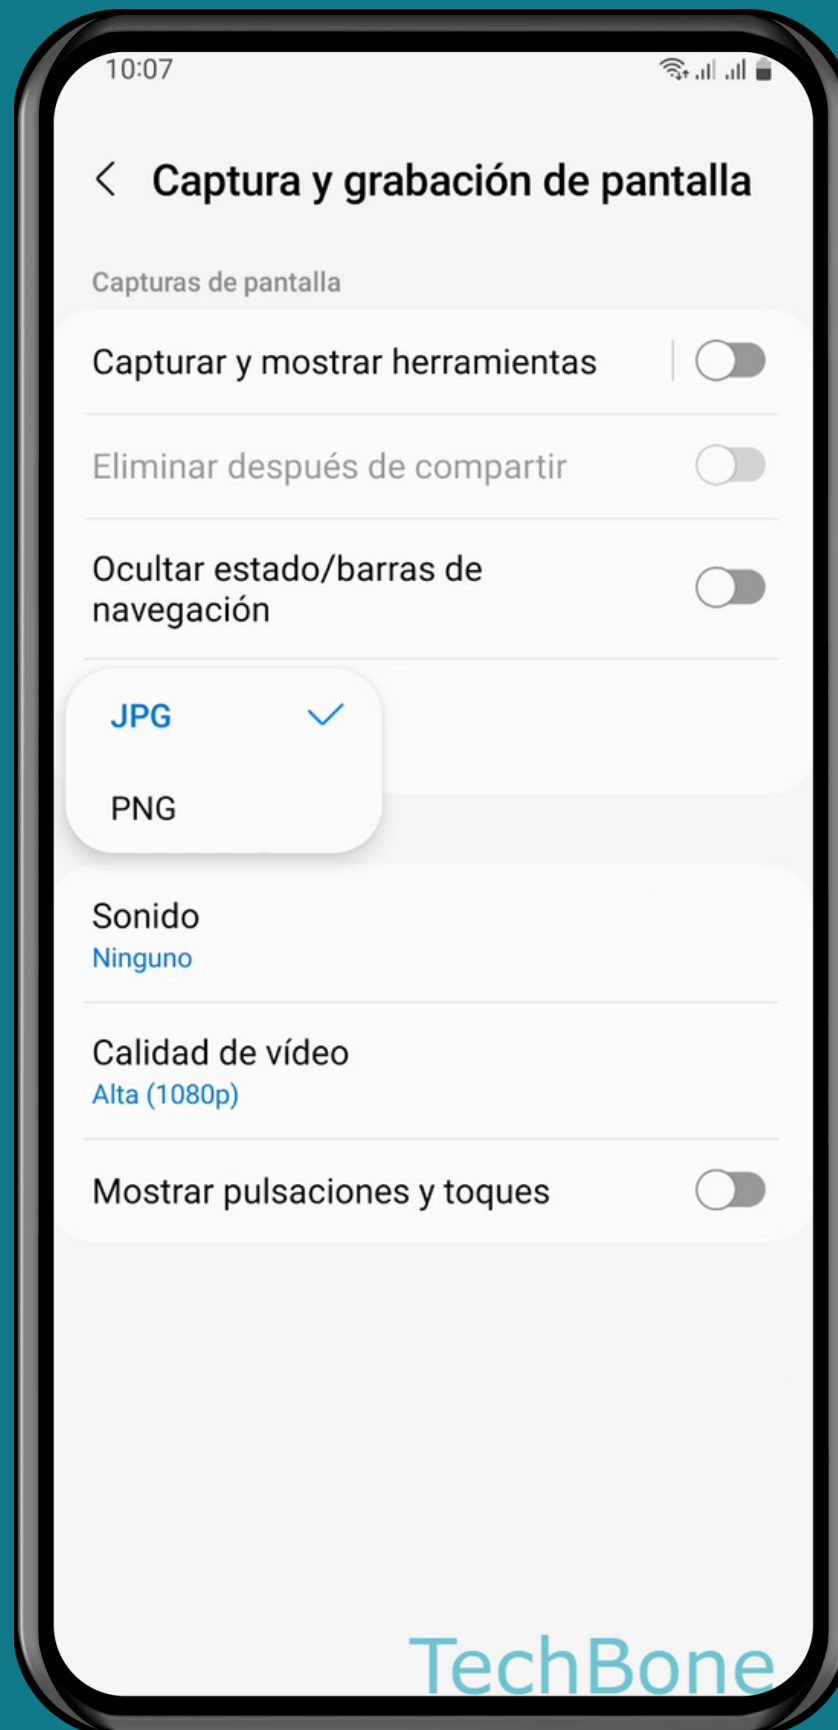 10:07
Captura y grabación de pantalla
Capturas de pantalla
Capturar y mostrar herramientas
Eliminar después de compartir
Ocultar estado/barras de
navegación
JPG
PNG
Sonido
Ninguno
Calidad de vídeo
Alta (1080p)
Mostrar pulsaciones y toques
TechBone